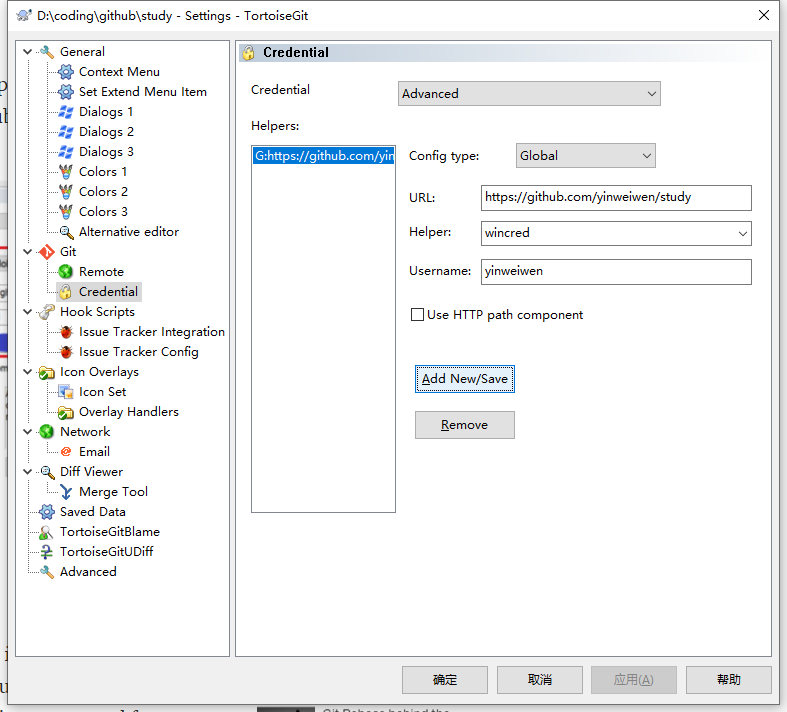 D:\coding\github\study - Settings - TortoiseGit
General
Context Menu
Set Extend Menu Item
Dialogs 1
Dialogs 2
Dialogs 3
Colors 1
Colors 2
Colors 3
Alternative editor
Git
Remote
Credential
Hook Scripts
Issue Tracker Integration
Issue Tracker Config
Icon Overlays
Icon Set
Overlay Handlers
Network
Email
Diff Viewer
Merge Tool
Saved Data
TortoiseGitBlame
TortoiseGitUDiff
Advanced
Credential
Credential
Advanced
Helpers:
G:https://github.com/yin
Config type:
Global
URL:
https://github.com/yinweiwen/study
Helper:
wincred
Username:
yinweiwen
Use HTTP path component
Add New/Save
Remove
确定
取消
应用(A)
帮助